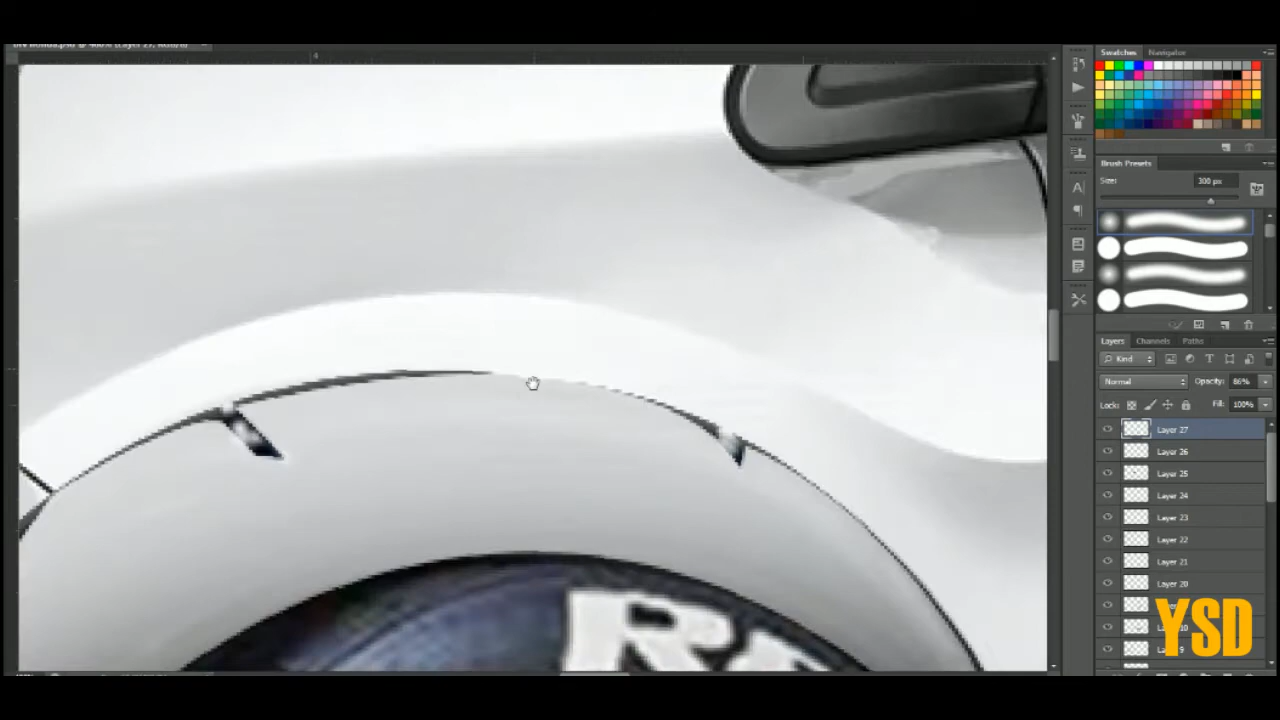 4
Swatches Navigator
Brush Presets
Size: 300 px
Layers Channels Paths
Kind
Normal Opacity: 86%
Lock: Fill: 100%
Layer 27
Layer 26
Layer 25
Layer 24
Layer 23
Layer 22
Layer 21
Layer 20
YSD